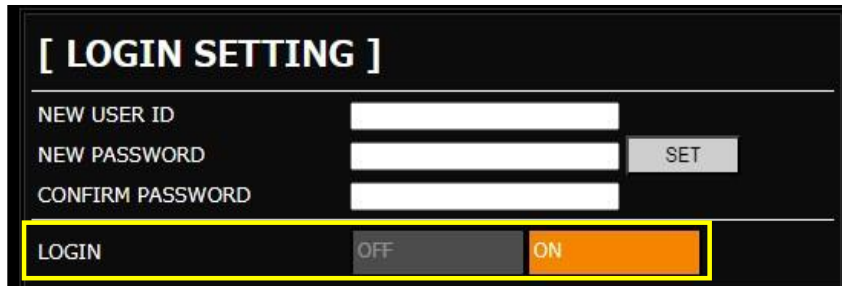 [ LOGIN SETTING ]
NEW USER ID
NEW PASSWORD SET
CONFIRM PASSWORD
LOGIN OFF ON